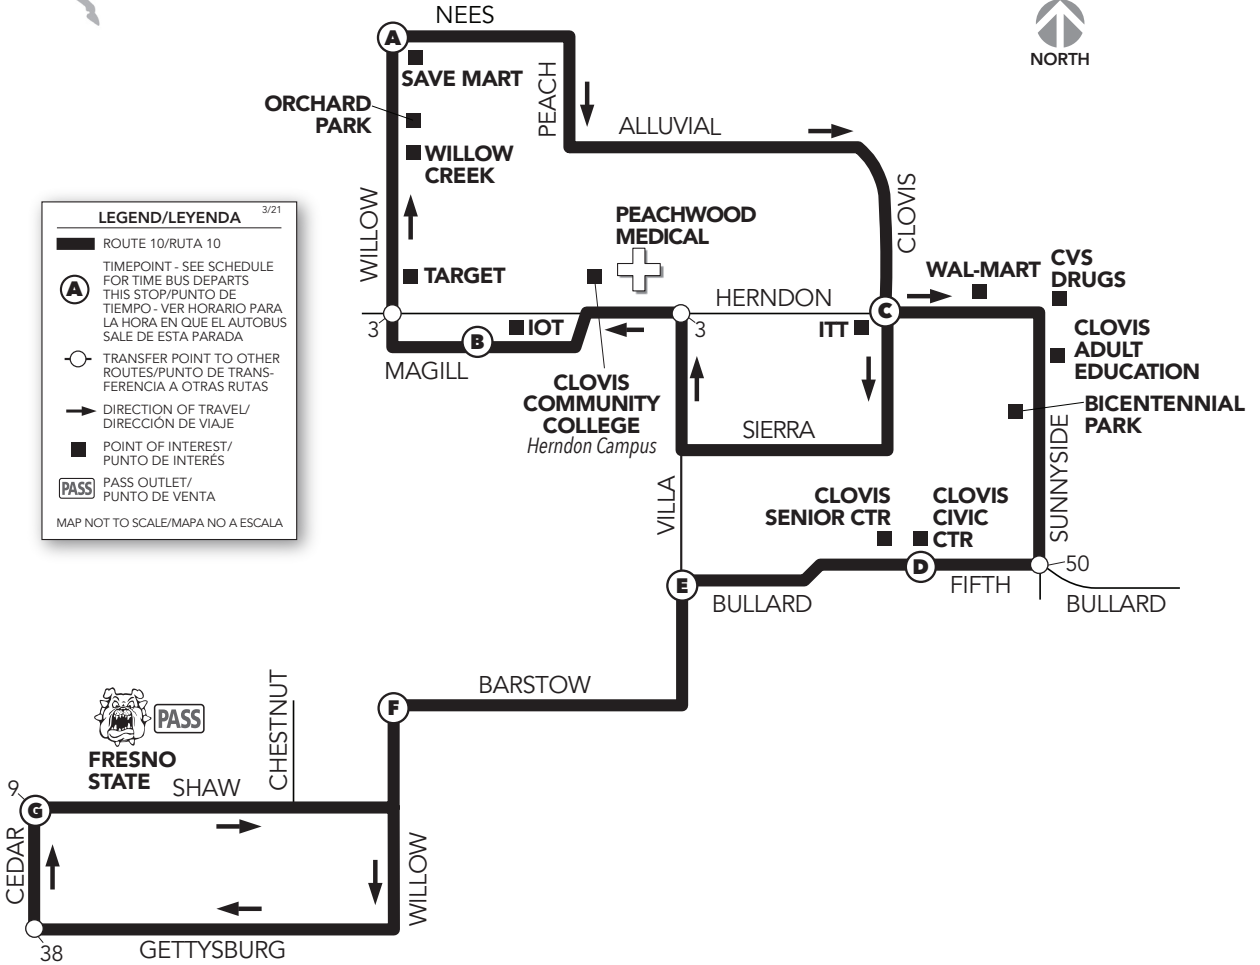 NEES
A
NORTH
SAVE MART
PEACH
ORCHARD
PARK
ALLUVIAL
WILLOW
CREEK
WILLOW
CLOVIS
LEGEND/LEYENDA 3/21
ROUTE 10/RUTA 10
A
TIMEPOINT - SEE SCHEDULE
FOR TIME BUS DEPARTS
THIS STOP/PUNTO DE
TIEMPO - VER HORARIO PARA
LA HORA EN QUE EL AUTOBUS
SALE DE ESTA PARADA
TRANSFER POINT TO OTHER
ROUTES/PUNTO DE TRANS-
FERENCIA A OTRAS RUTAS
DIRECTION OF TRAVEL/
DIRECCIÓN DE VIAJE
POINT OF INTEREST/
PUNTO DE INTERÉS
PASS
PASS OUTLET/
PUNTO DE VENTA
MAP NOT TO SCALE/MAPA NO A ESCALA
PEACHWOOD
MEDICAL
TARGET
WAL-MART
CVS
DRUGS
HERNDON
C
3
IOT
3
ITT
B
MAGILL
CLOVIS
ADULT
EDUCATION
CLOVIS
COMMUNITY
COLLEGE
Herndon Campus
BICENTENNIAL
PARK
SIERRA
SUNNYSIDE
VILLA
CLOVIS
SENIOR CTR
CLOVIS
CIVIC
CTR
D
50
E
BULLARD
FIFTH
BULLARD
BARSTOW
F
CHESTNUT
PASS
FRESNO
STATE
SHAW
9
G
CEDAR
WILLOW
38
GETTYSBURG